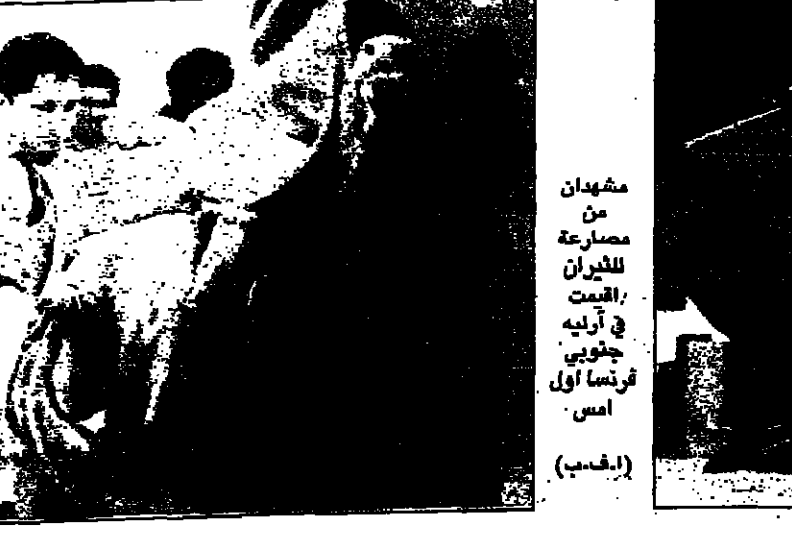 مشهدان
من
مصارعة
للثيران
اقيمت
في آرليه
جنوبي
فرنسا اول
امس
(ا.ف.ب)